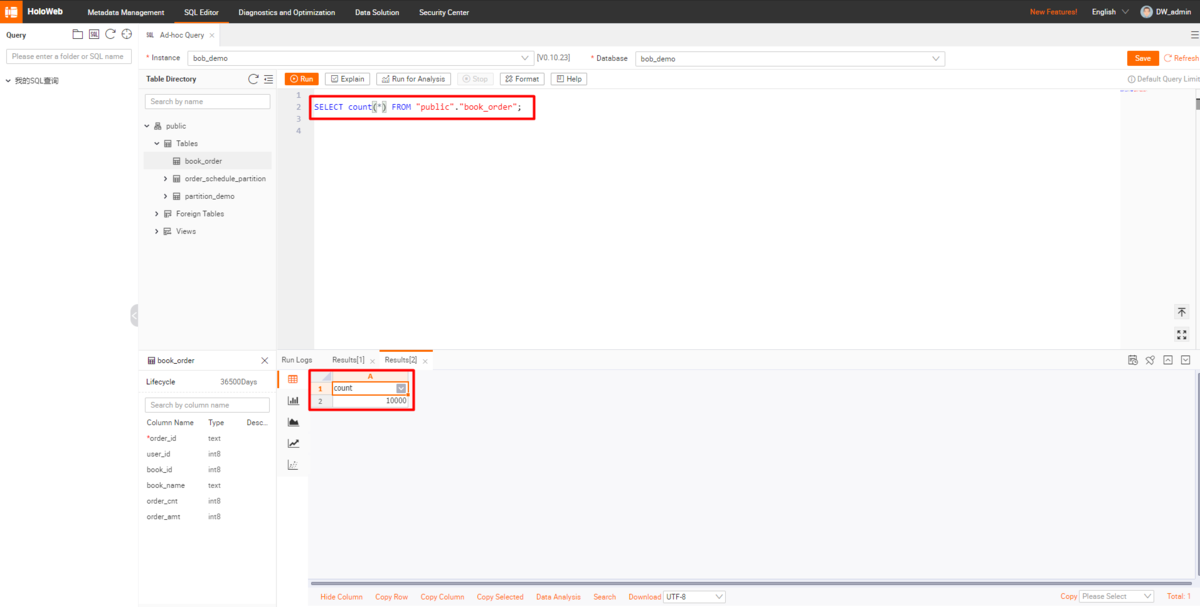 HoloWeb Metadata Management SQL Editor Diagnostics and Optimization Data Solution Security Center New Features! English DW_admin
Query
Please enter a folder or SQL name
我的SQL查询
SQL Ad-hoc Query
* Instance bob_demo [V0.10.23] * Database bob_demo Save Refresh
Table Directory
Search by name
public
Tables
book_order
order_schedule_partition
partition_demo
Foreign Tables
Views
Run Explain Run for Analysis Stop Format Help Default Query Limit
1
2 SELECT count(*) FROM "public"."book_order";
3
4
book_order
Lifecycle 36500Days
Search by column name
Column Name Type Desc...
*order_id text
user_id int8
book_id int8
book_name text
order_cnt int8
order_amt int8
Run Logs Results[1] Results[2]
A
1 count
2 10000
Hide Column Copy Row Copy Column Copy Selected Data Analysis Search Download UTF-8 Copy Please Select Total: 1